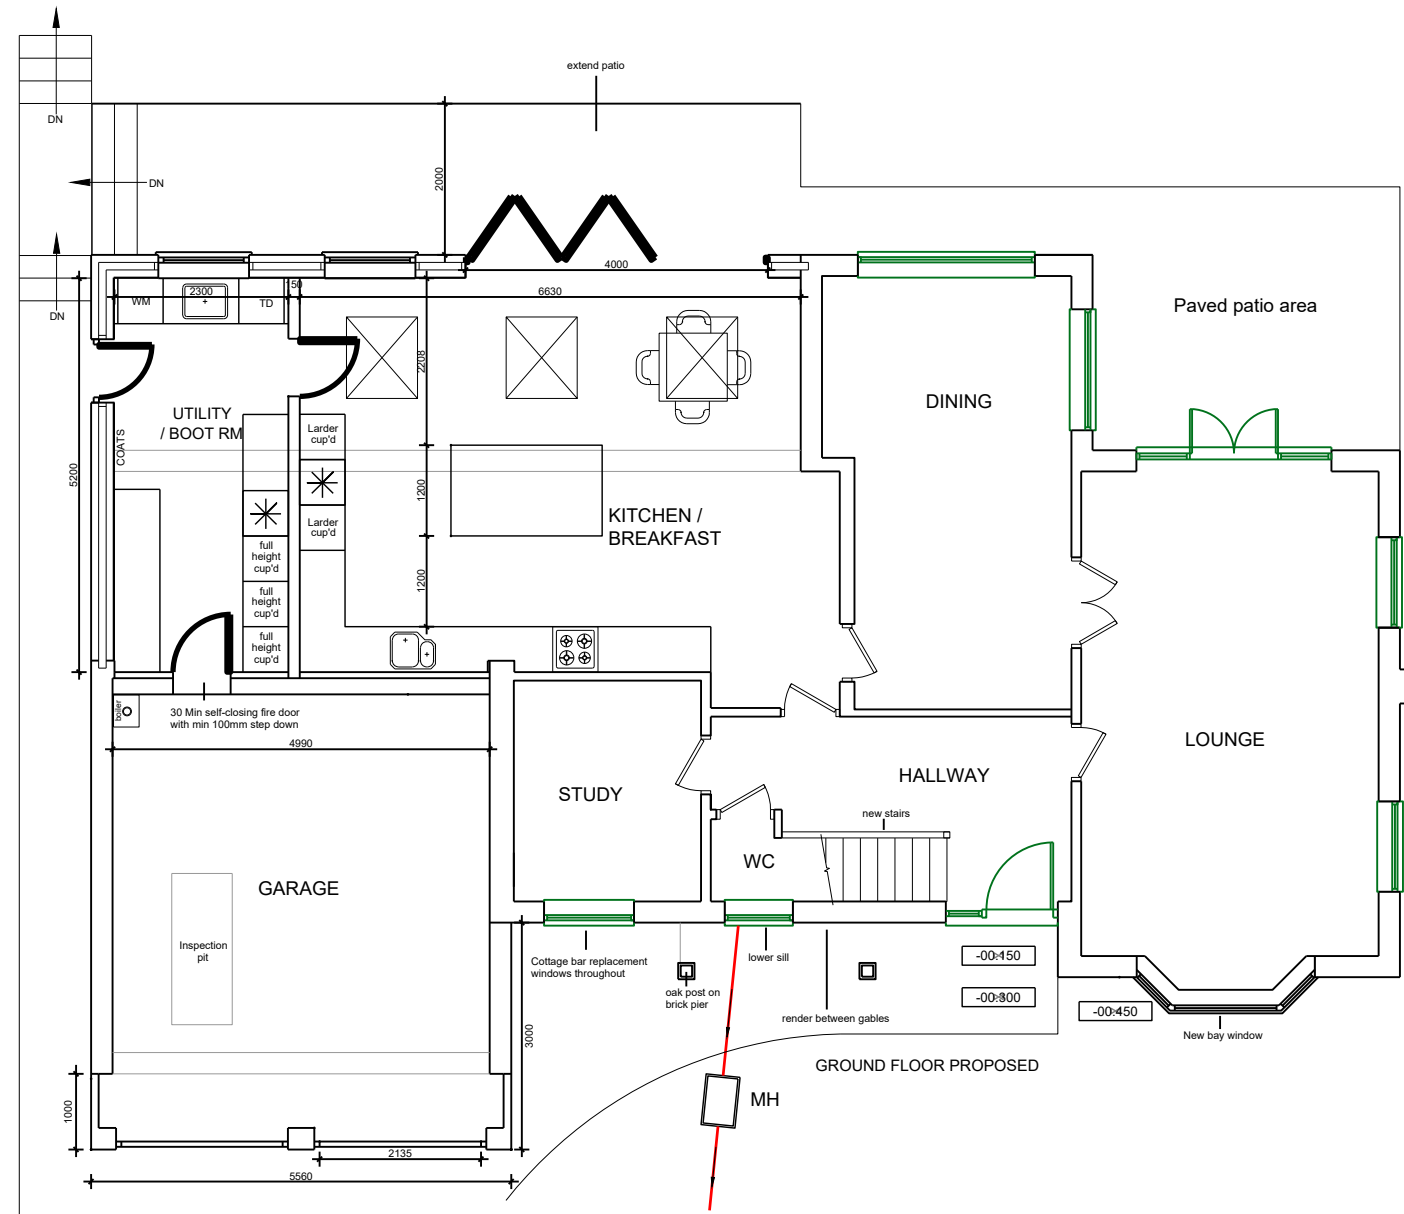 extend patio
DN
DN
DN
2000
4000
2300
150
6630
WM
TD
Paved patio area
2208
DINING
UTILITY
/ BOOT RM
COATS
Larder
cup'd
5200
1200
KITCHEN /
BREAKFAST
Larder
cup'd
full
height
cup'd
full
height
cup'd
full
height
cup'd
1200
boiler
30 Min self-closing fire door
with min 100mm step down
4990
LOUNGE
HALLWAY
STUDY
new stairs
WC
GARAGE
Inspection
pit
Cottage bar replacement
windows throughout
lower sill
oak post on
brick pier
render between gables
-00.150
-00.300
-00.450
New bay window
3000
GROUND FLOOR PROPOSED
MH
1000
2135
5560